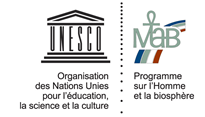 UNESCO
MAB
Organisation
des Nations Unies
pour l'éducation,
la science et la culture
Programme
sur l'Homme
et la biosphère